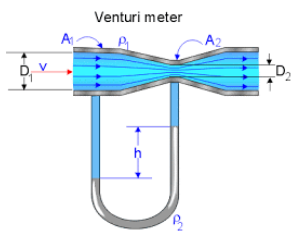 Venturi meter
A₁ ρ₁ A₂
D₁ v D₂
h
ρ₂